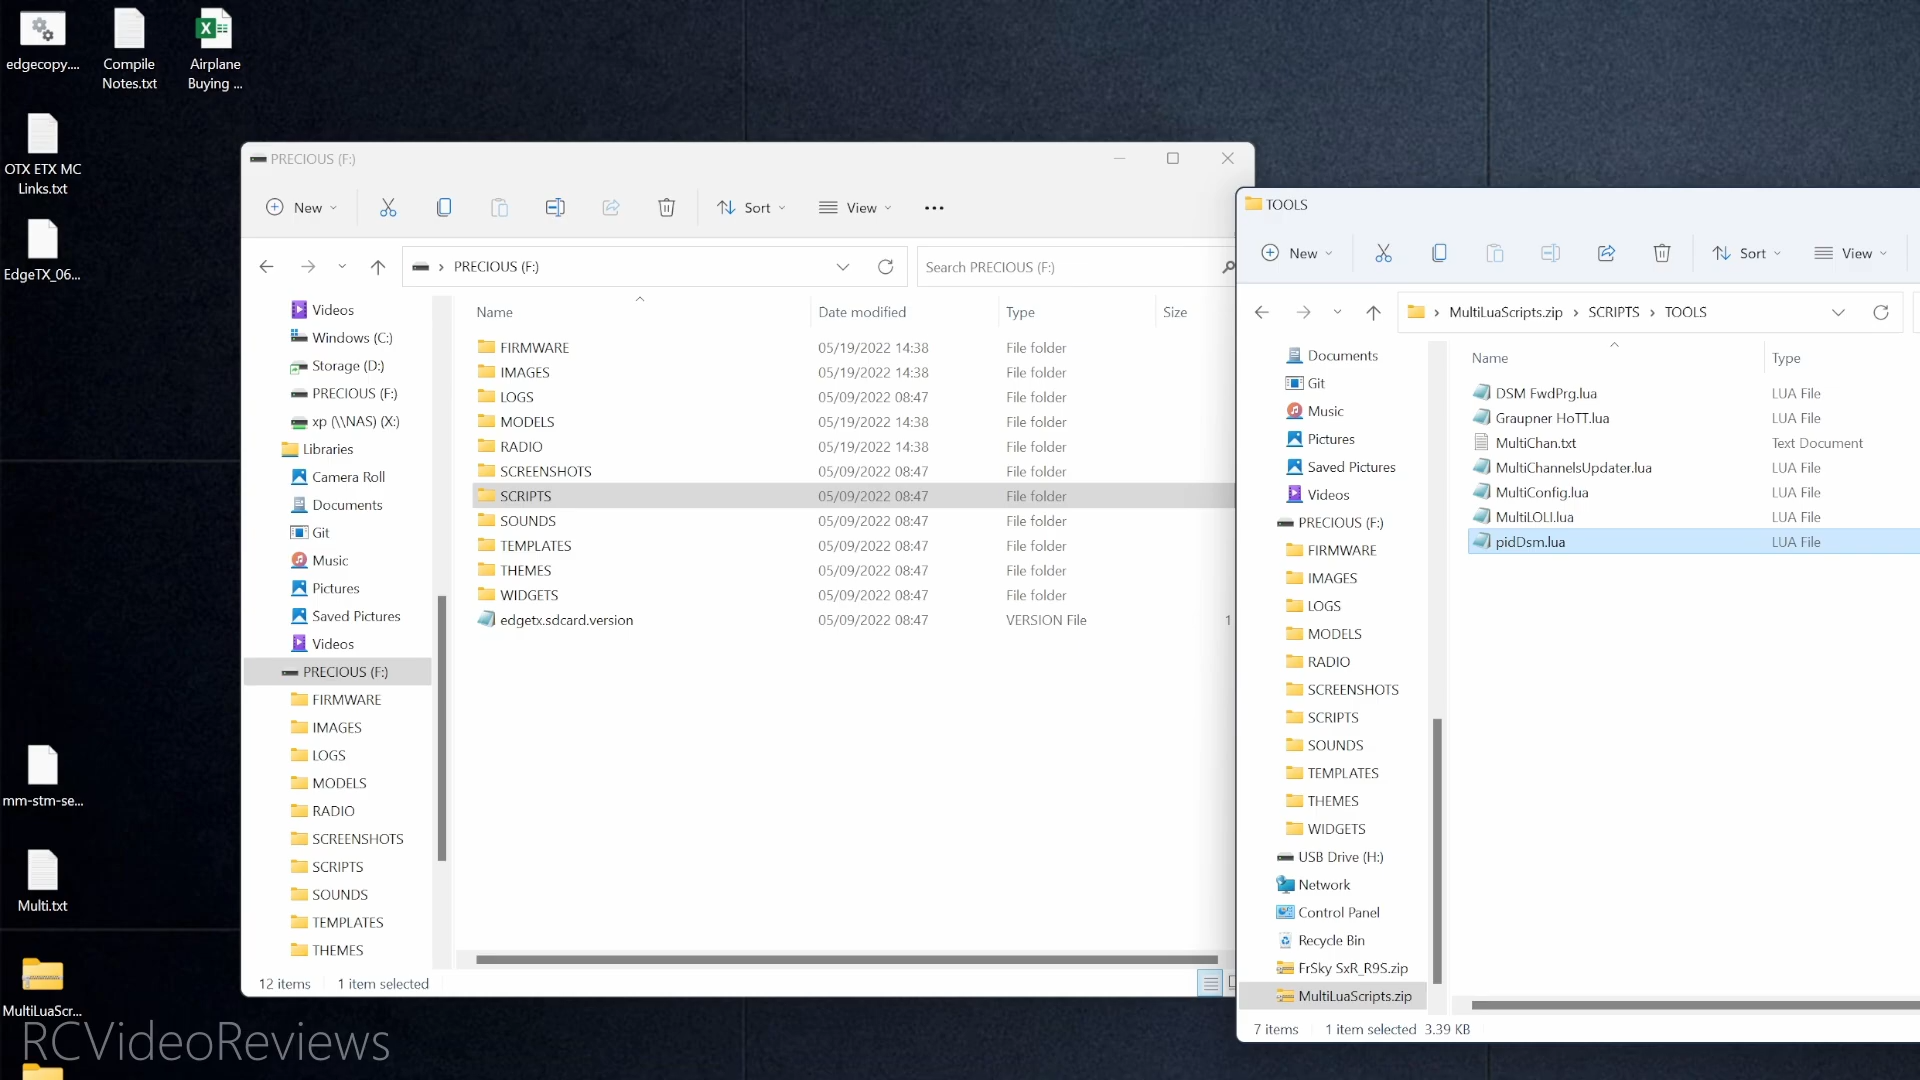 edgecopy....
Compile
Notes.txt
Airplane
Buying ...
OTX ETX MC
Links.txt
EdgeTX_06...
mm-stm-se...
Multi.txt
MultiLuaScr...
RCVideoReviews
PRECIOUS (F:)
New
Sort
View
PRECIOUS (F:)
Search PRECIOUS (F:)
Videos
Windows (C:)
Storage (D:)
PRECIOUS (F:)
xp (\\NAS) (X:)
Libraries
Camera Roll
Documents
Git
Music
Pictures
Saved Pictures
Videos
PRECIOUS (F:)
FIRMWARE
IMAGES
LOGS
MODELS
RADIO
SCREENSHOTS
SCRIPTS
SOUNDS
TEMPLATES
THEMES
Name Date modified Type Size
FIRMWARE 05/19/2022 14:38 File folder
IMAGES 05/19/2022 14:38 File folder
LOGS 05/09/2022 08:47 File folder
MODELS 05/19/2022 14:38 File folder
RADIO 05/19/2022 14:38 File folder
SCREENSHOTS 05/09/2022 08:47 File folder
SCRIPTS 05/09/2022 08:47 File folder
SOUNDS 05/09/2022 08:47 File folder
TEMPLATES 05/09/2022 08:47 File folder
THEMES 05/09/2022 08:47 File folder
WIDGETS 05/09/2022 08:47 File folder
edgetx.sdcard.version 05/09/2022 08:47 VERSION File 1
12 items 1 item selected
TOOLS
New
Sort
View
MultiLuaScripts.zip › SCRIPTS › TOOLS
Documents
Git
Music
Pictures
Saved Pictures
Videos
PRECIOUS (F:)
FIRMWARE
IMAGES
LOGS
MODELS
RADIO
SCREENSHOTS
SCRIPTS
SOUNDS
TEMPLATES
THEMES
WIDGETS
USB Drive (H:)
Network
Control Panel
Recycle Bin
FrSky SxR_R9S.zip
MultiLuaScripts.zip
Name Type
DSM FwdPrg.lua LUA File
Graupner HoTT.lua LUA File
MultiChan.txt Text Document
MultiChannelsUpdater.lua LUA File
MultiConfig.lua LUA File
MultiLOLI.lua LUA File
pidDsm.lua LUA File
7 items 1 item selected 3.39 KB